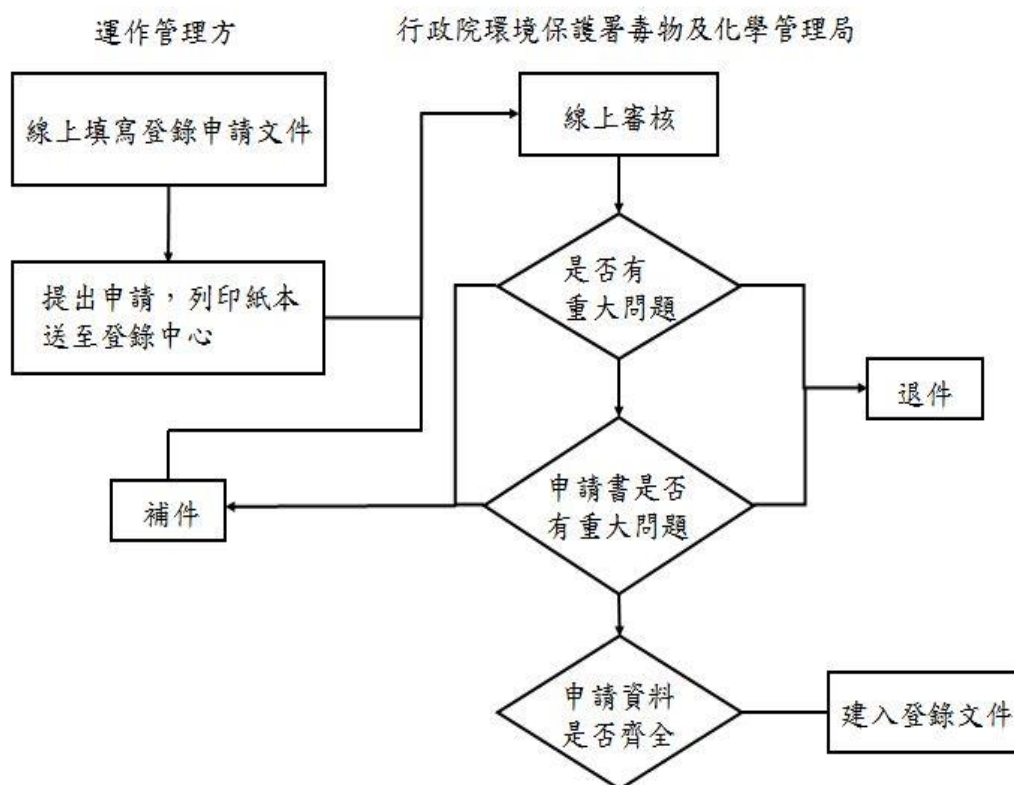 運作管理方
行政院環境保護署毒物及化學管理局
線上填寫登錄申請文件
線上審核
提出申請，列印紙本
送至登錄中心
是否有
重大問題
退件
補件
申請書是否
有重大問題
申請資料
是否齊全
建入登錄文件